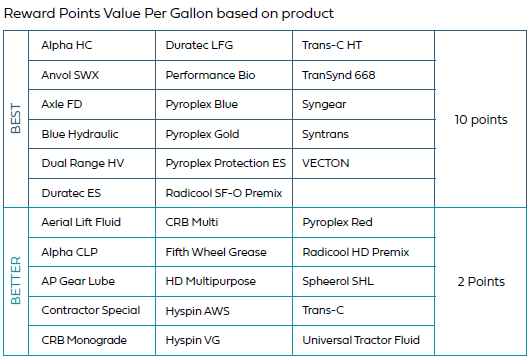 Reward Points Value Per Gallon based on product
BEST
Alpha HC Duratec LFG Trans-C HT
Anvol SWX Performance Bio TranSynd 668
Axle FD Pyroplex Blue Syngear
Blue Hydraulic Pyroplex Gold Syntrans
10 points
Dual Range HV Pyroplex Protection ES VECTON
Duratec ES Radicool SF-O Premix
BETTER
Aerial Lift Fluid CRB Multi Pyroplex Red
Alpha CLP Fifth Wheel Grease Radicool HD Premix
AP Gear Lube HD Multipurpose Spheerol SHL
2 Points
Contractor Special Hyspin AWS Trans-C
CRB Monograde Hyspin VG Universal Tractor Fluid